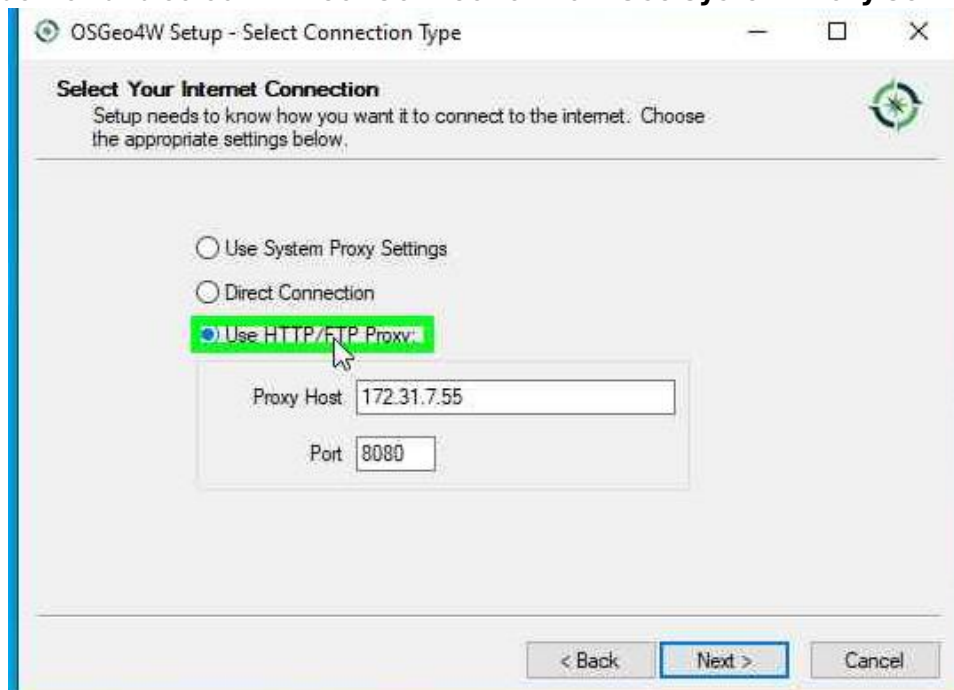 OSGeo4W Setup - Select Connection Type
Select Your Internet Connection
Setup needs to know how you want it to connect to the internet. Choose
the appropriate settings below.
Use System Proxy Settings
Direct Connection
Use HTTP/FTP Proxy:
Proxy Host 172.31.7.55
Port 8080
< Back Next > Cancel